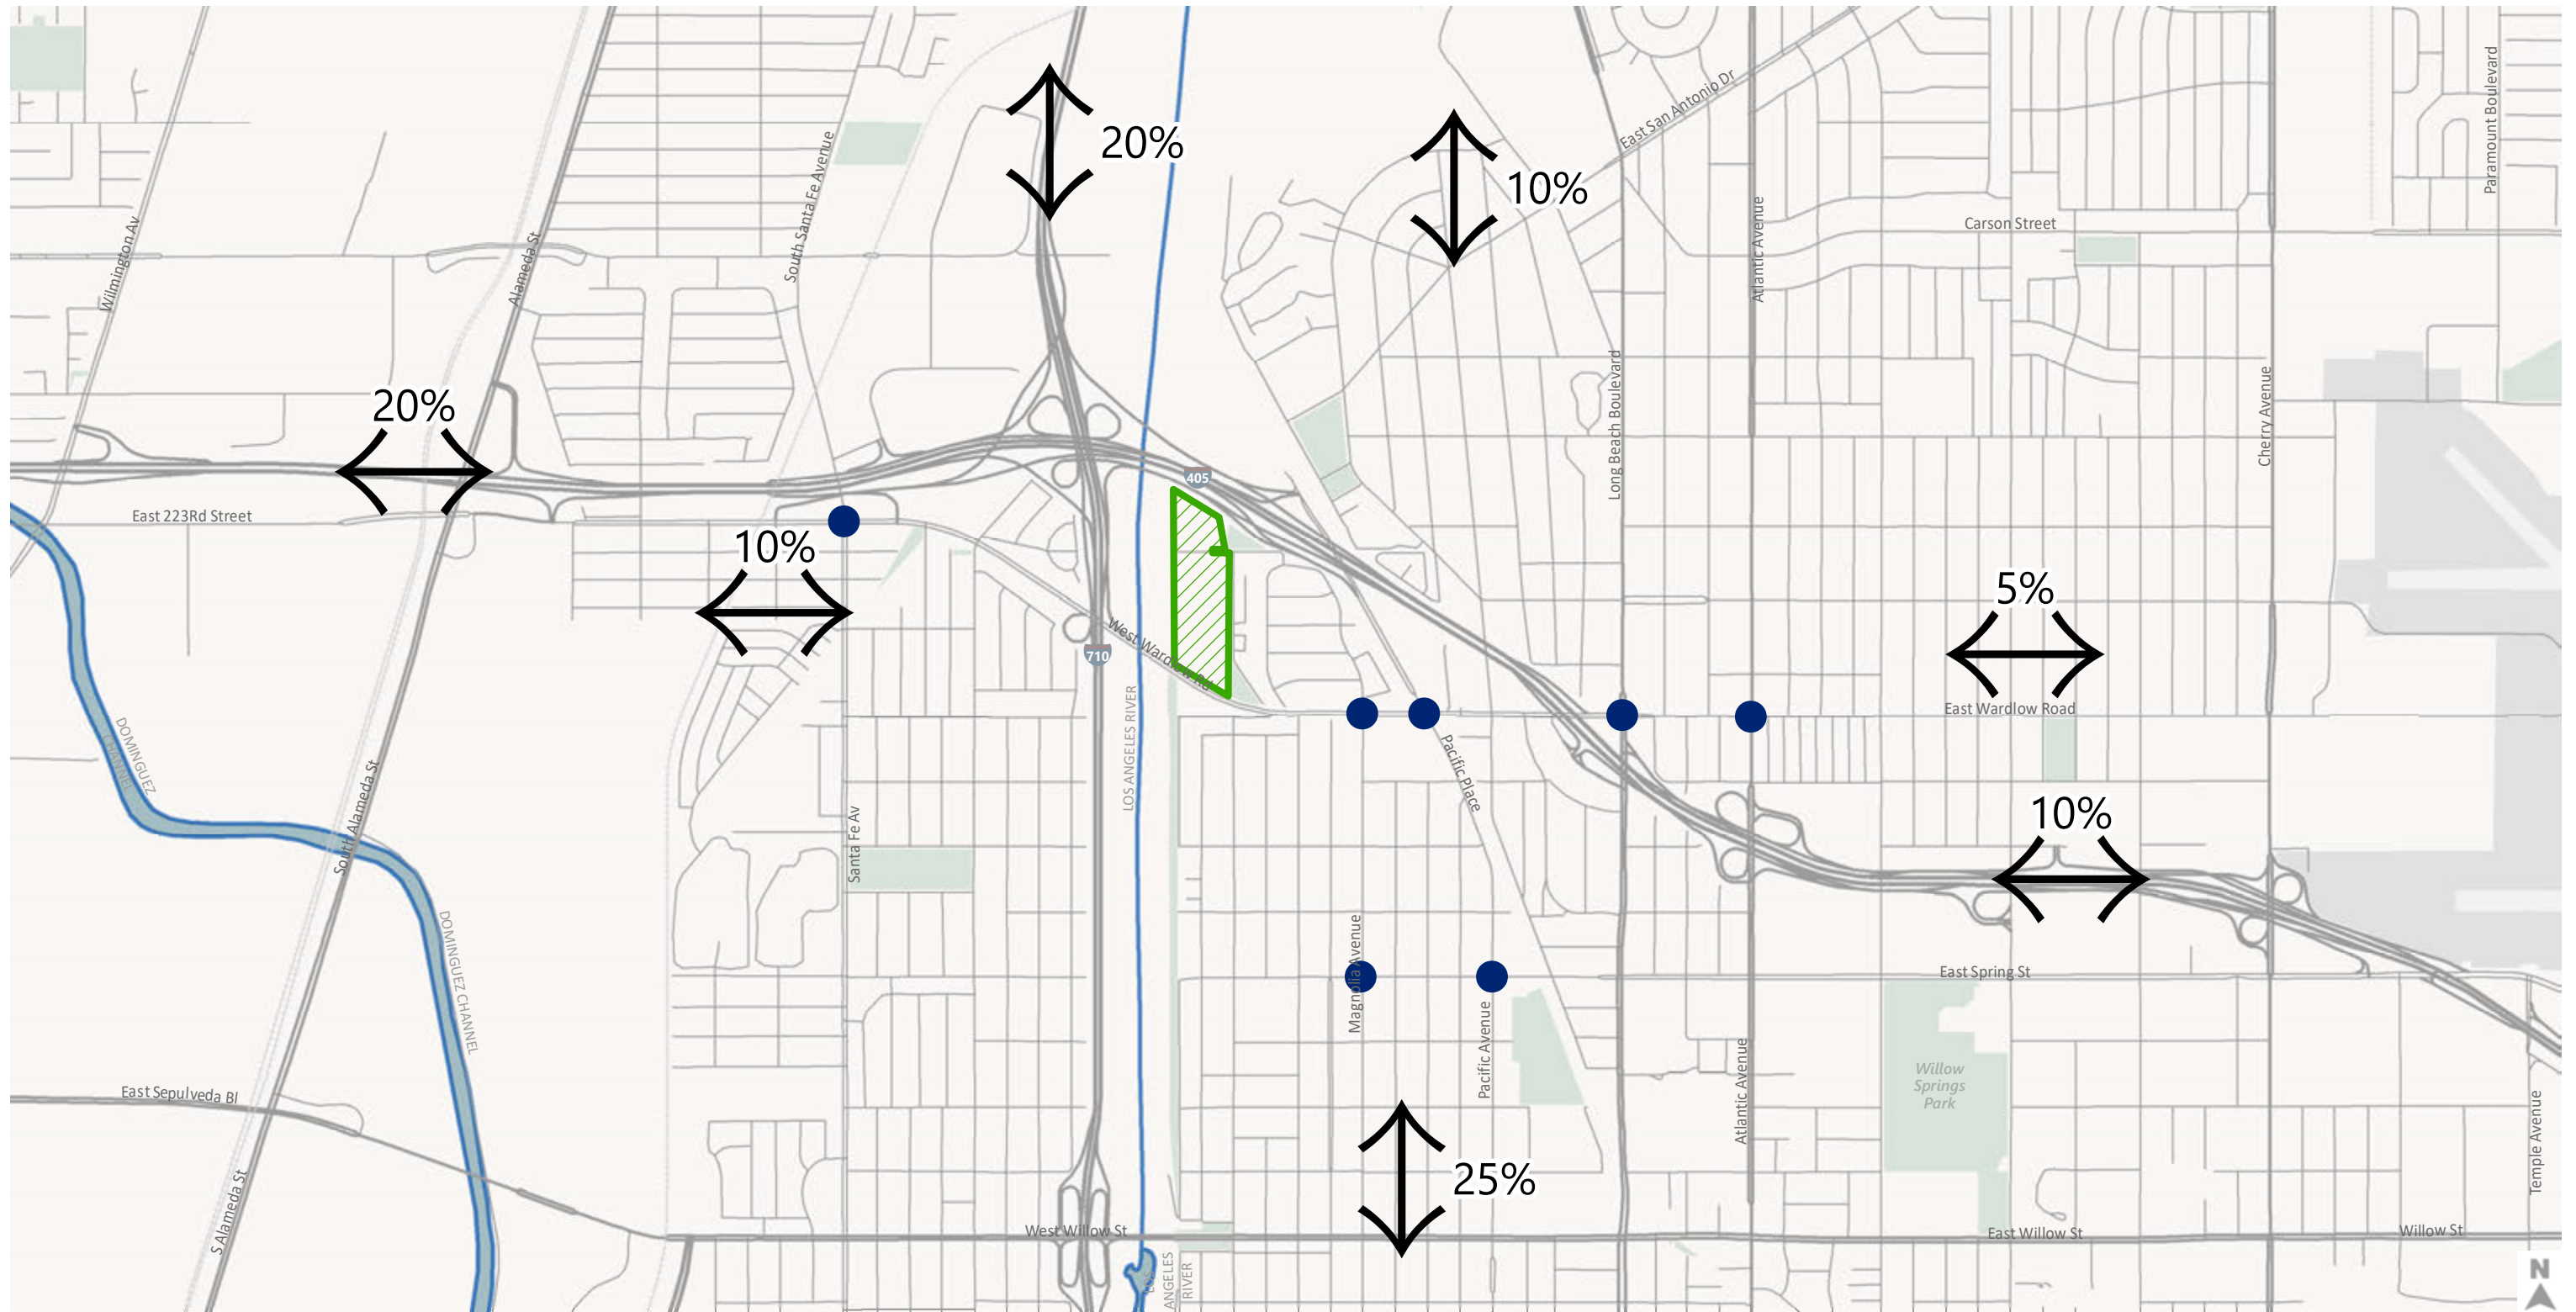 Paramount Boulevard
East San Antonio Dr
20%
South Santa Fe Avenue
10%
Wilmington Av
Alameda St
Atlantic Avenue
Carson Street
20%
Long Beach Boulevard
Cherry Avenue
405
East 223Rd Street
10%
5%
710
West Wardlow Rd
East Wardlow Road
DOMINGUEZ
CHANNEL
LOS ANGELES RIVER
Pacific Place
South Alameda St
Santa Fe Av
10%
DOMINGUEZ CHANNEL
Magnolia Avenue
East Spring St
Pacific Avenue
Atlantic Avenue
Willow
Springs
Park
East Sepulveda Bl
Temple Avenue
25%
S Alameda St
West Willow St
East Willow St
Willow St
LOS
ANGELES
RIVER
N